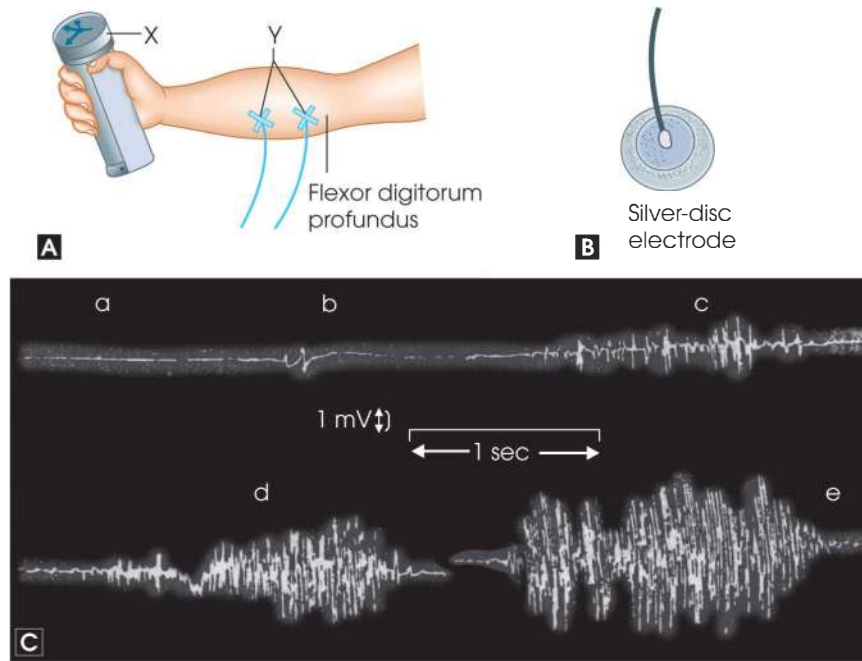 X
Y
Flexor digitorum
profundus
A
Silver-disc
electrode
B
a
b
c
1 mV
1 sec
d
e
C